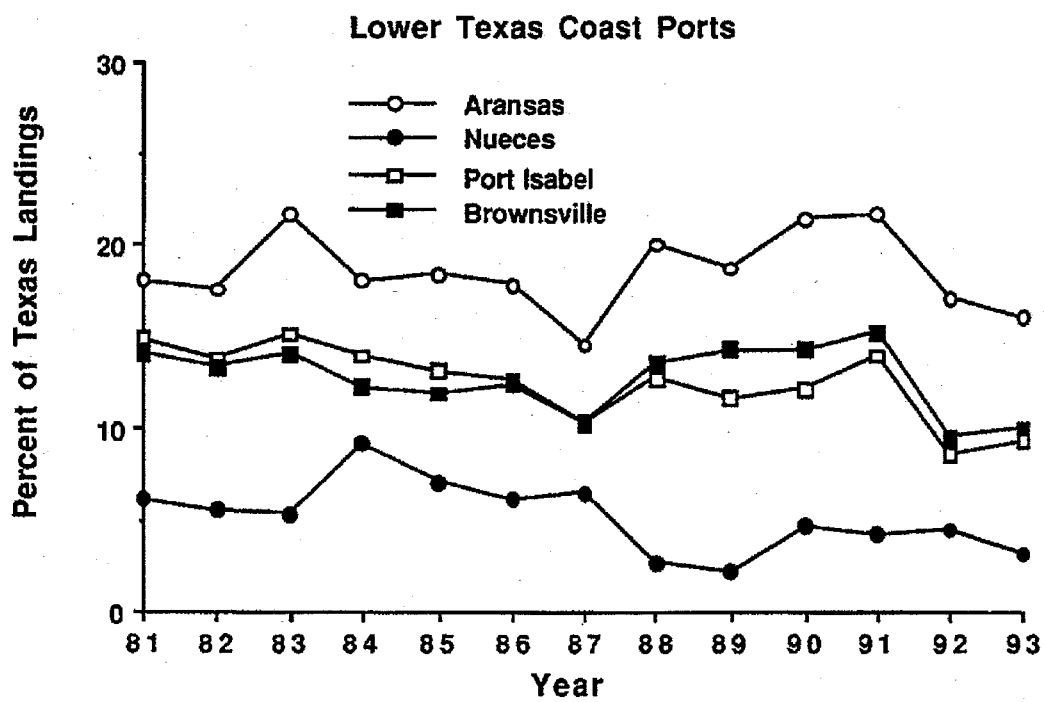 Lower Texas Coast Ports
30
20
10
0
Percent of Texas Landings
Aransas
Nueces
Port Isabel
Brownsville
81 82 83 84 85 86 87 88 89 90 91 92 93
Year